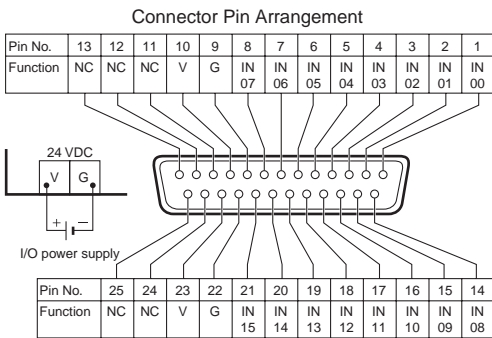 Connector Pin Arrangement
Pin No. 13 12 11 10 9 8 7 6 5 4 3 2 1
Function NC NC NC V G IN 07 IN 06 IN 05 IN 04 IN 03 IN 02 IN 01 IN 00
24 VDC
V G
+ −
I/O power supply
Pin No. 25 24 23 22 21 20 19 18 17 16 15 14
Function NC NC V G IN 15 IN 14 IN 13 IN 12 IN 11 IN 10 IN 09 IN 08